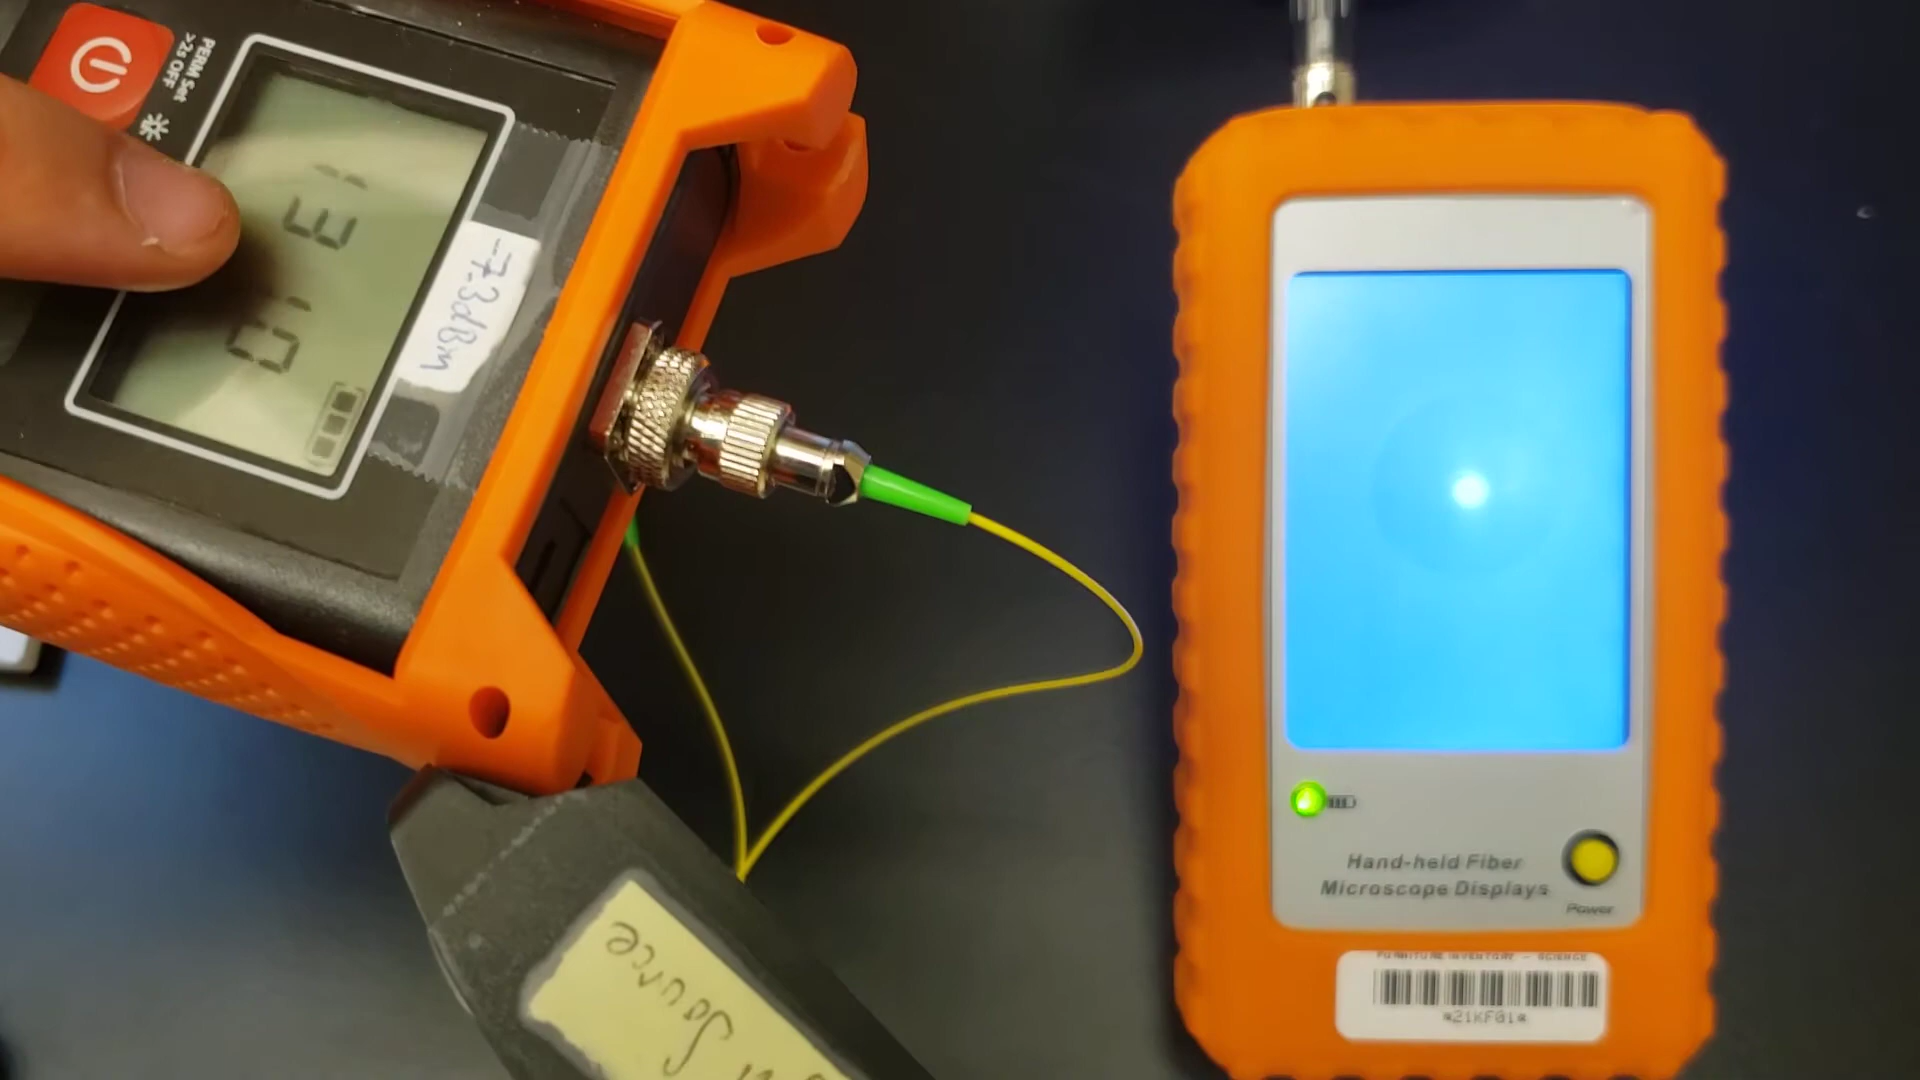 PERM Set
>2s OFF
-7.3dBm
Source
Hand-held Fiber
Microscope Displays
Power
FURNITURE INVENTORY - SCIENCE
*21KF01*